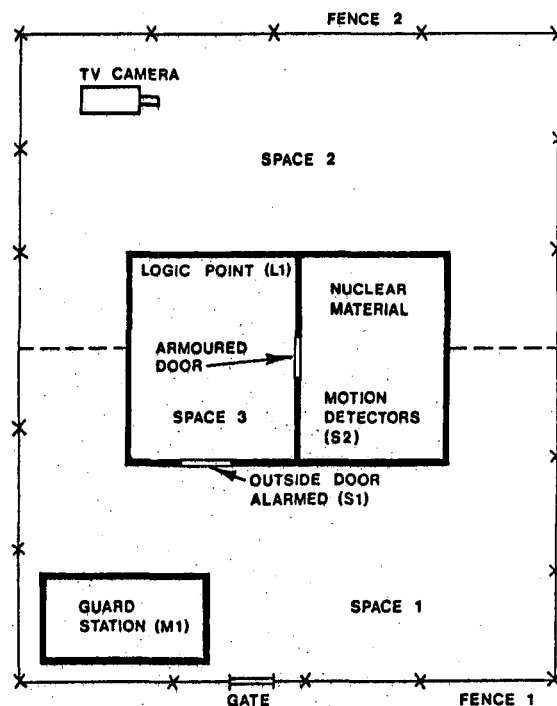 FENCE 2
TV CAMERA
SPACE 2
LOGIC POINT (L1)
NUCLEAR
MATERIAL
ARMOURED
DOOR
SPACE 3
MOTION
DETECTORS
(S2)
OUTSIDE DOOR
ALARMED (S1)
GUARD
STATION (M1)
SPACE 1
GATE
FENCE 1